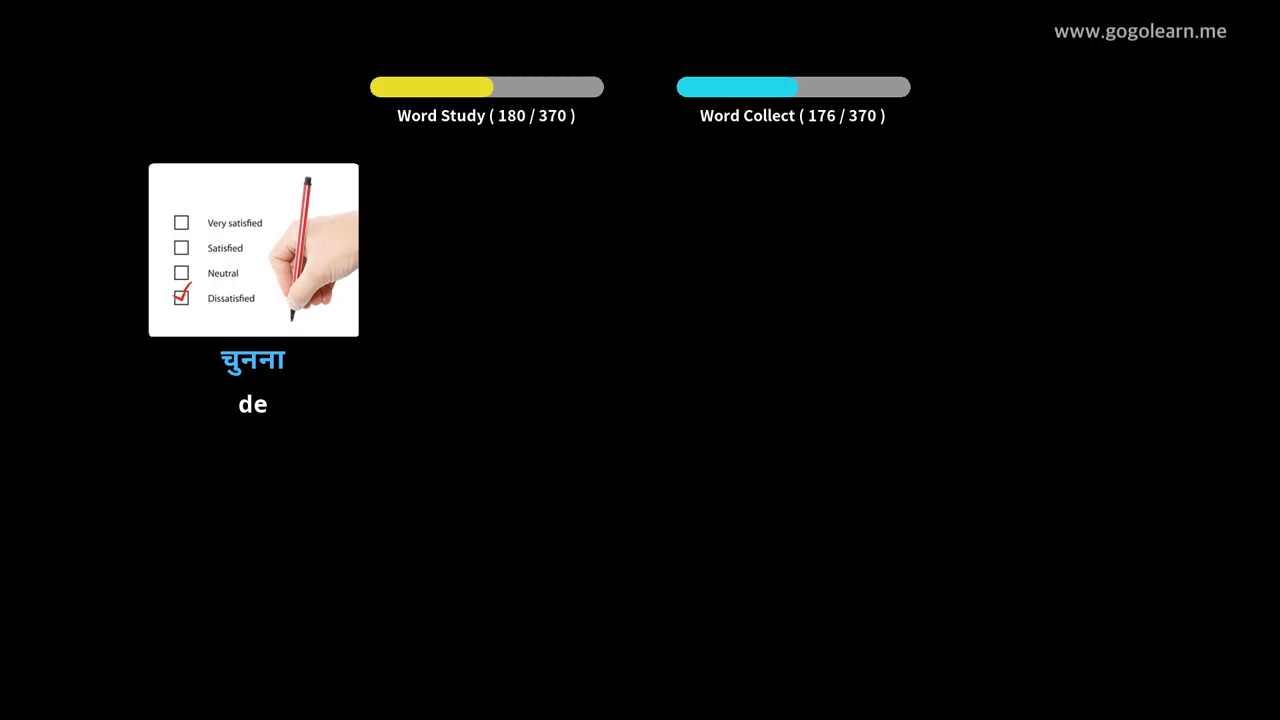 www.gogolearn.me
Word Study ( 180 / 370 )
Word Collect ( 176 / 370 )
Very satisfied
Satisfied
Neutral
Dissatisfied
चुनना
de